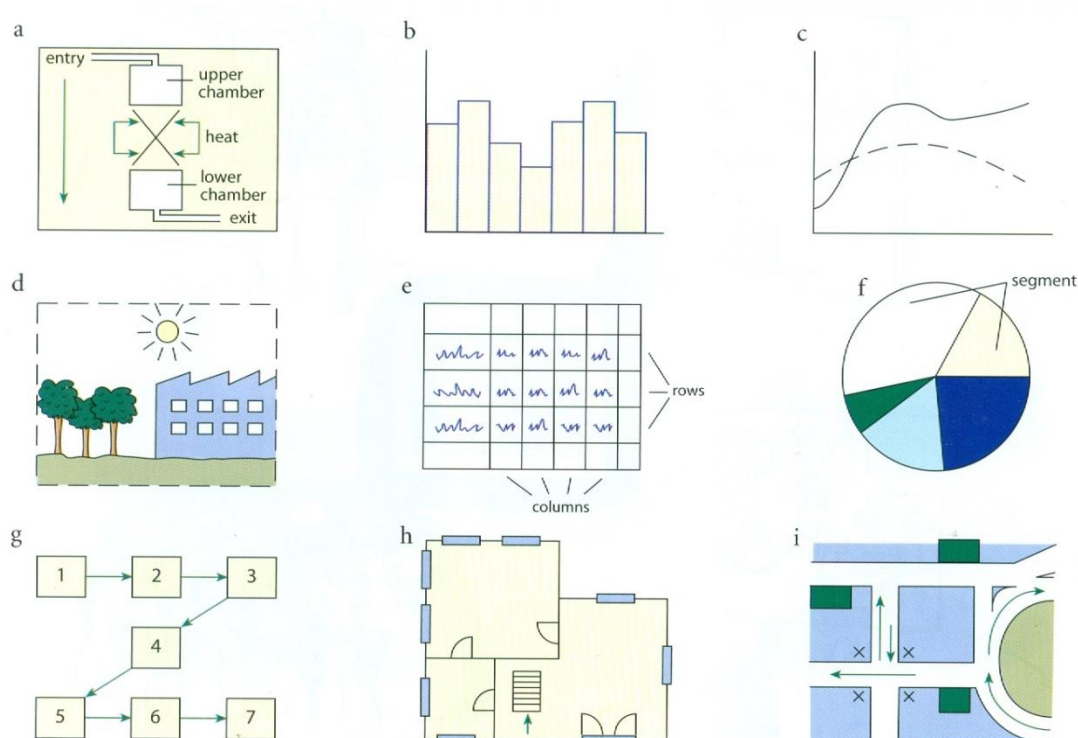 a
entry
upper
chamber
heat
lower
chamber
exit
b
c
d
e
rows
columns
f
segment
g
1
2
3
4
5
6
7
h
i